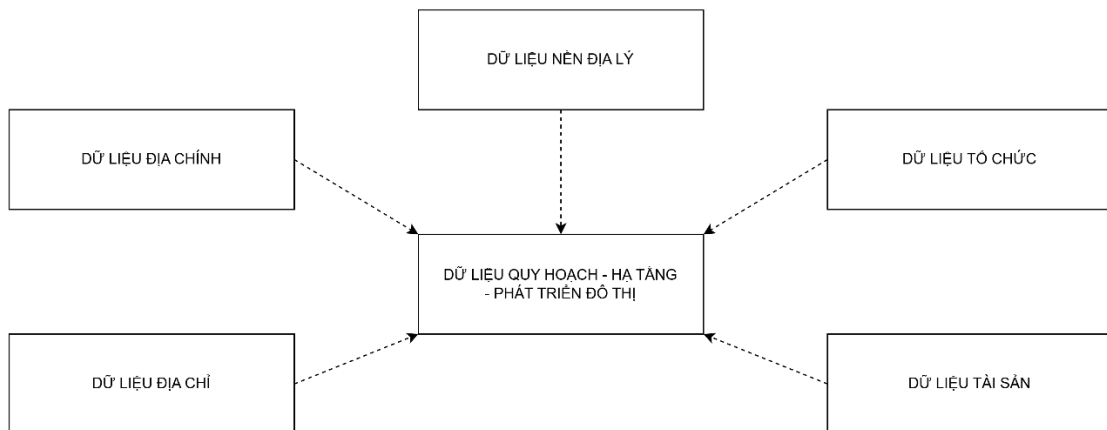 DỮ LIỆU NỀN ĐỊA LÝ
DỮ LIỆU ĐỊA CHÍNH
DỮ LIỆU TỔ CHỨC
DỮ LIỆU QUY HOẠCH - HẠ TẦNG
- PHÁT TRIỂN ĐÔ THỊ
DỮ LIỆU ĐỊA CHỈ
DỮ LIỆU TÀI SẢN